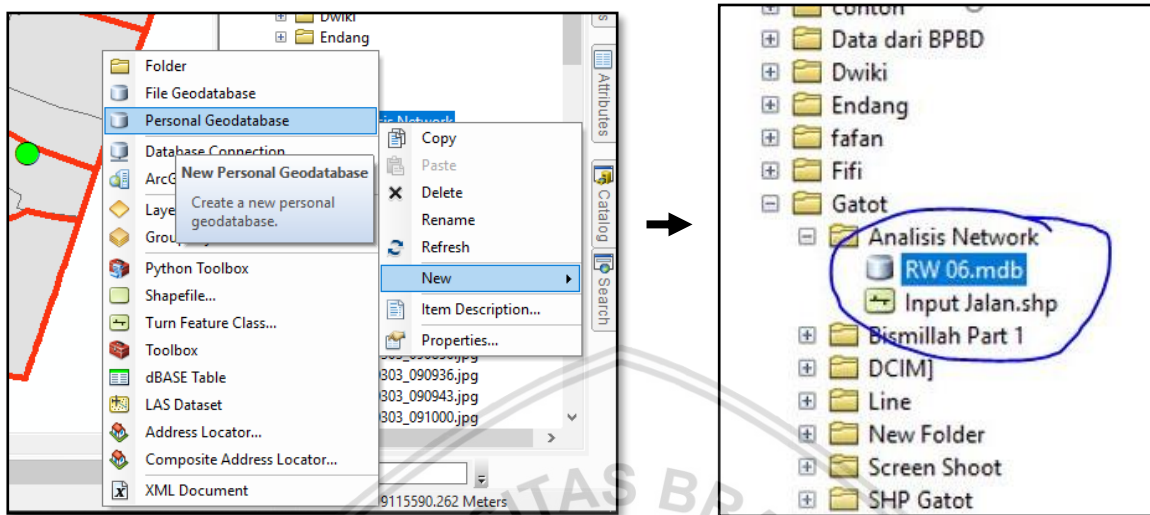 Dwiki
Endang
Folder
File Geodatabase
Personal Geodatabase
Database Connection
New Personal Geodatabase
Create a new personal
geodatabase.
Python Toolbox
Shapefile...
Turn Feature Class...
Toolbox
dBASE Table
LAS Dataset
Address Locator...
Composite Address Locator...
XML Document
Copy
Paste
Delete
Rename
Refresh
New
Item Description...
Properties...
303_090936.jpg
303_090943.jpg
303_091000.jpg
9115590.262 Meters
Attributes
Catalog
Search
conton
Data dari BPBD
Dwiki
Endang
fafan
Fifi
Gatot
Analisis Network
RW 06.mdb
Input Jalan.shp
Bismillah Part 1
DCIM]
Line
New Folder
Screen Shoot
SHP Gatot